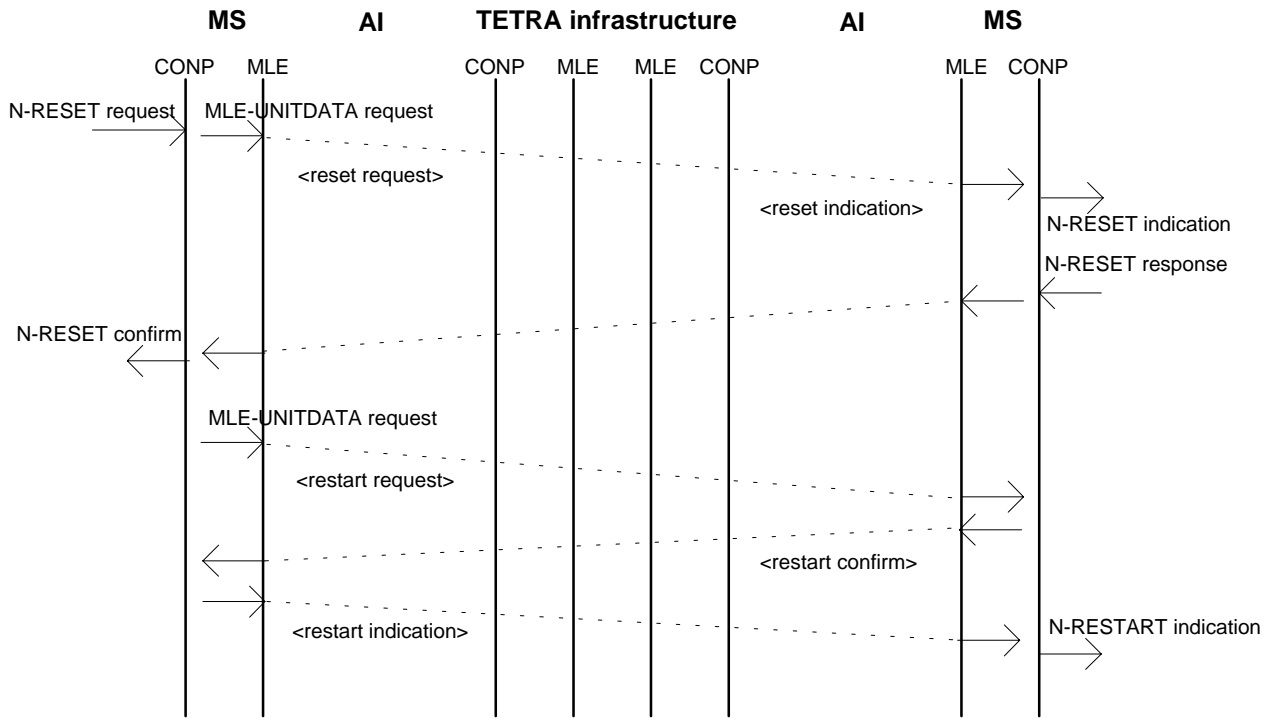 MS AI TETRA infrastructure AI MS
CONP MLE CONP MLE MLE CONP MLE CONP
N-RESET request MLE-UNITDATA request
<reset request>
<reset indication>
N-RESET indication
N-RESET response
N-RESET confirm
MLE-UNITDATA request
<restart request>
<restart confirm>
<restart indication>
N-RESTART indication